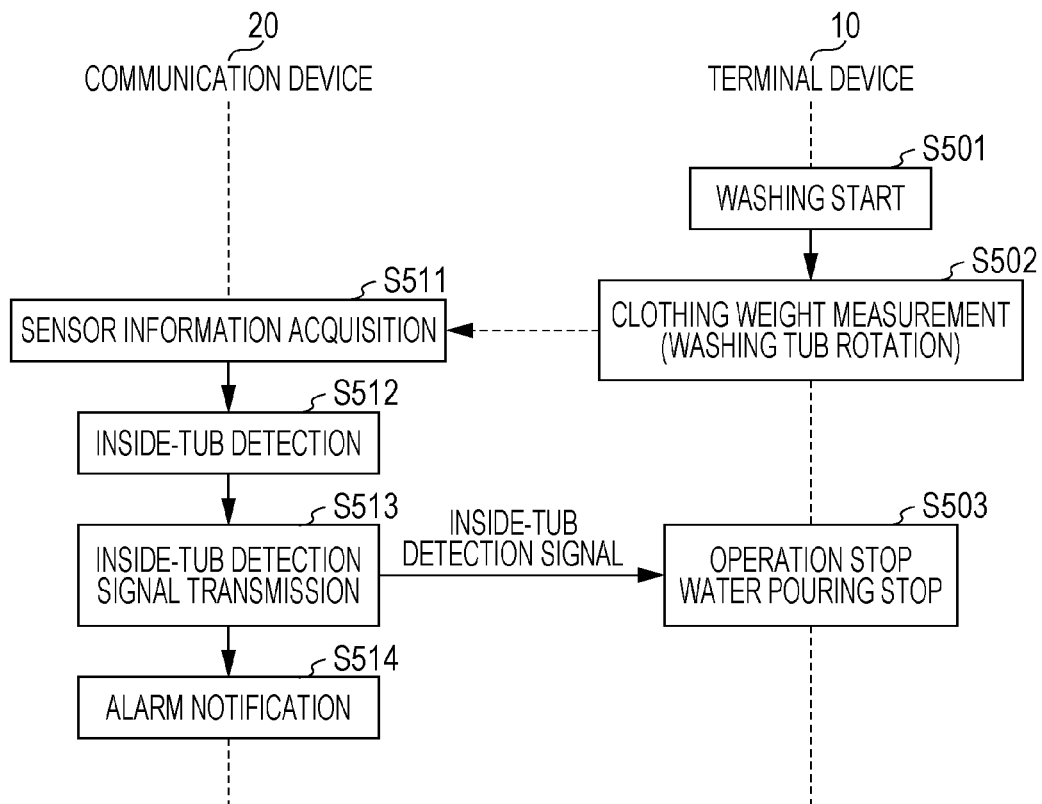 20
COMMUNICATION DEVICE
10
TERMINAL DEVICE
S501
WASHING START
S502
CLOTHING WEIGHT MEASUREMENT
(WASHING TUB ROTATION)
S511
SENSOR INFORMATION ACQUISITION
S512
INSIDE-TUB DETECTION
S513
INSIDE-TUB DETECTION
SIGNAL TRANSMISSION
INSIDE-TUB
DETECTION SIGNAL
S503
OPERATION STOP
WATER POURING STOP
S514
ALARM NOTIFICATION